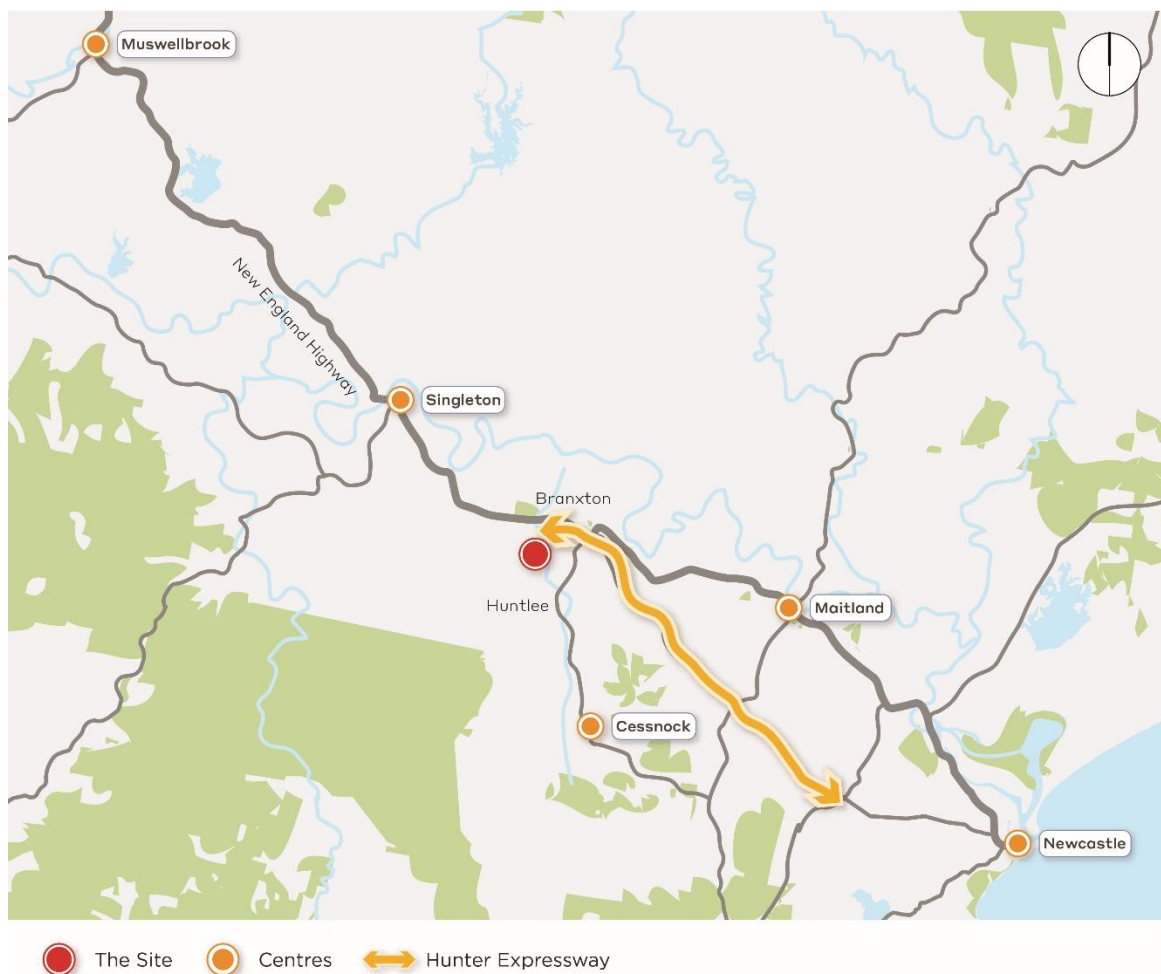 Muswellbrook
New England Highway
Singleton
Branxton
Huntlee
Maitland
Cessnock
Newcastle
The Site
Centres
Hunter Expressway